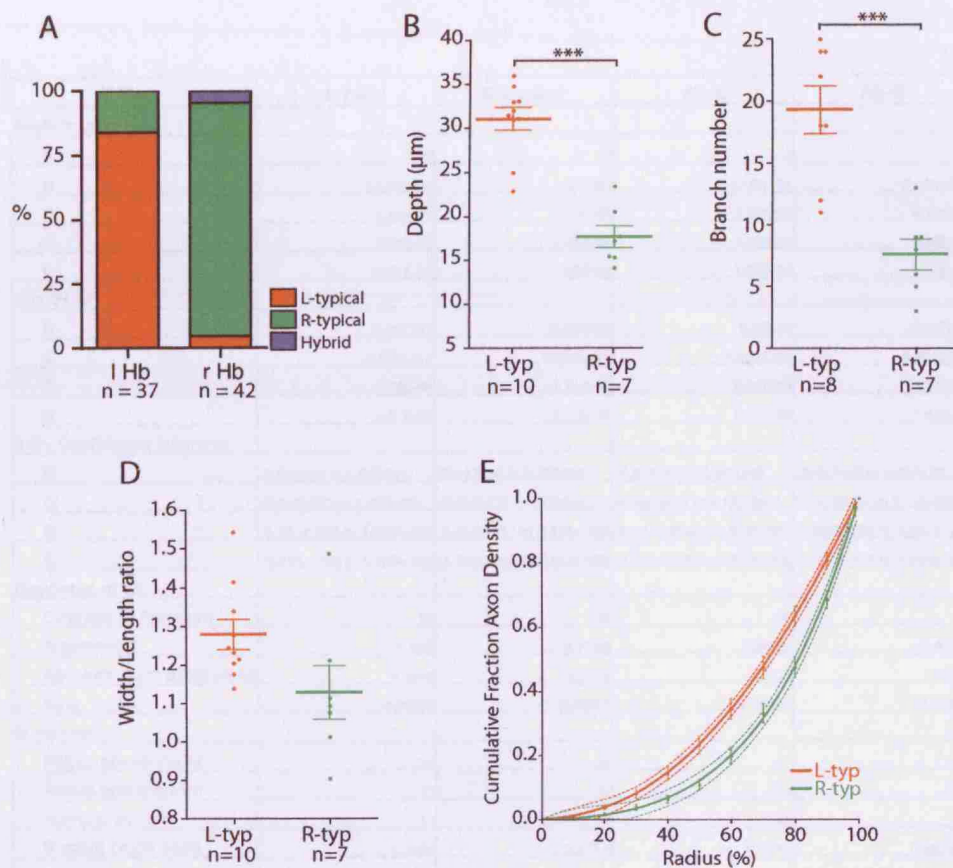 A
100
75
%
50
25
0
l Hb
n = 37
r Hb
n =42
L-typical
R-typical
Hybrid
B
***
40
35
30
25
20
15
10
5
Depth (µm)
L-typ
n=10
R-typ
n=7
C
***
25
20
15
10
5
0
Branch number
L-typ
n=8
R-typ
n=7
D
1.6
1.5
1.4
1.3
1.2
1.1
1.0
0.9
0.8
Width/Length ratio
L-typ
n=10
R-typ
n=7
E
1.0
0.8
0.6
0.4
0.2
0.0
Cumulative Fraction Axon Density
0
20
40
60
80
100
Radius (%)
L-typ
R-typ